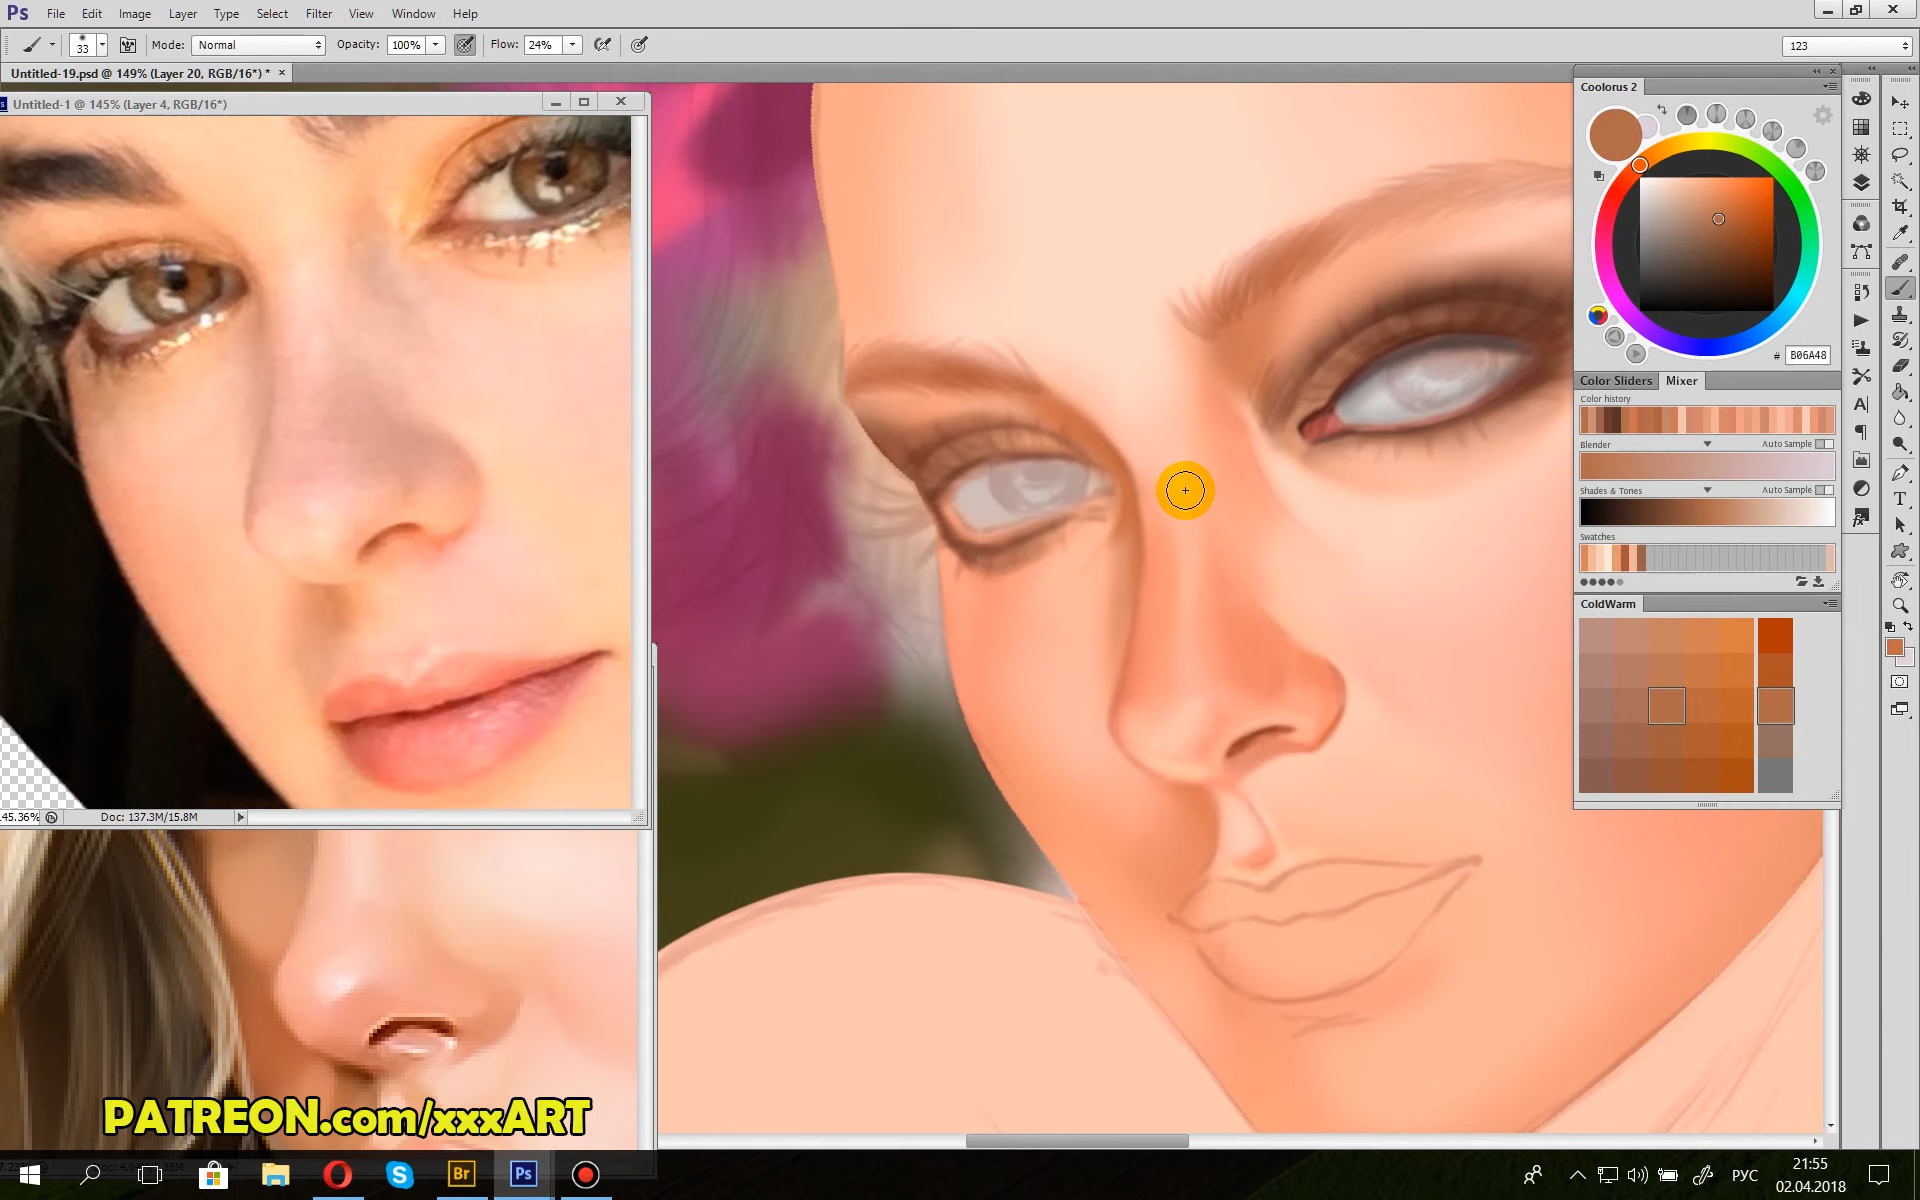 Ps File Edit Image Layer Type Select Filter View Window Help
33 Mode: Normal Opacity: 100% Flow: 24% 123
Untitled-19.psd @ 149% (Layer 20, RGB/16*) * ×
Untitled-1 @ 145% (Layer 4, RGB/16*)
Coolorus 2
# B06A48
Color Sliders Mixer
Color history
Blender Auto Sample
Shades & Tones Auto Sample
Swatches
ColdWarm
45.36% Doc: 137.3M/15.8M
PATREON.com/xxxART
Br Ps РУС 21:55
02.04.2018